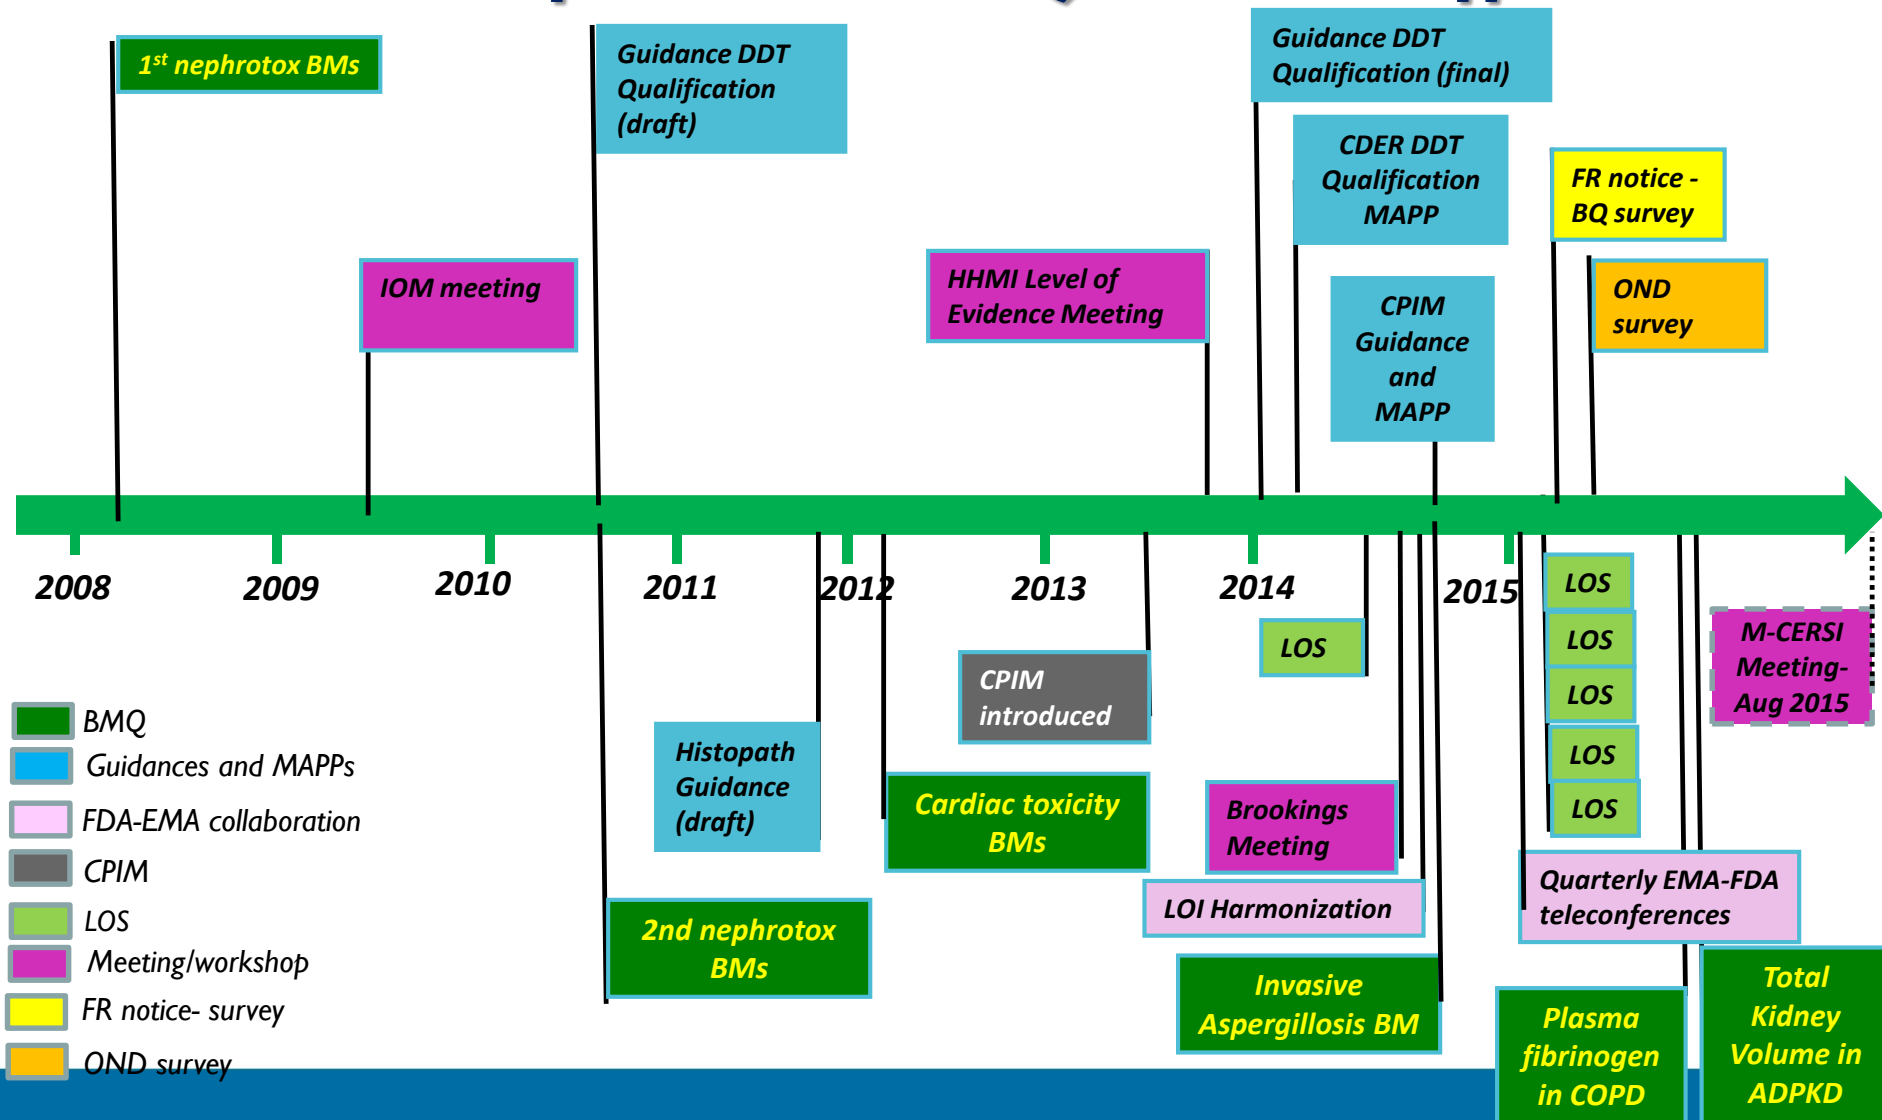 1st nephrotox BMs
Guidance DDT
Qualification
(draft)
Guidance DDT
Qualification (final)
CDER DDT
Qualification
MAPP
FR notice -
BQ survey
IOM meeting
HHMI Level of
Evidence Meeting
CPIM
Guidance
and
MAPP
OND
survey
2008
2009
2010
2011
2012
2013
2014
2015
LOS
LOS
LOS
LOS
LOS
LOS
M-CERSI
Meeting-
Aug 2015
CPIM
introduced
Histopath
Guidance
(draft)
Cardiac toxicity
BMs
Brookings
Meeting
LOI Harmonization
Quarterly EMA-FDA
teleconferences
2nd nephrotox
BMs
Invasive
Aspergillosis BM
Plasma
fibrinogen
in COPD
Total
Kidney
Volume in
ADPKD
BMQ
Guidances and MAPPs
FDA-EMA collaboration
CPIM
LOS
Meeting/workshop
FR notice- survey
OND survey